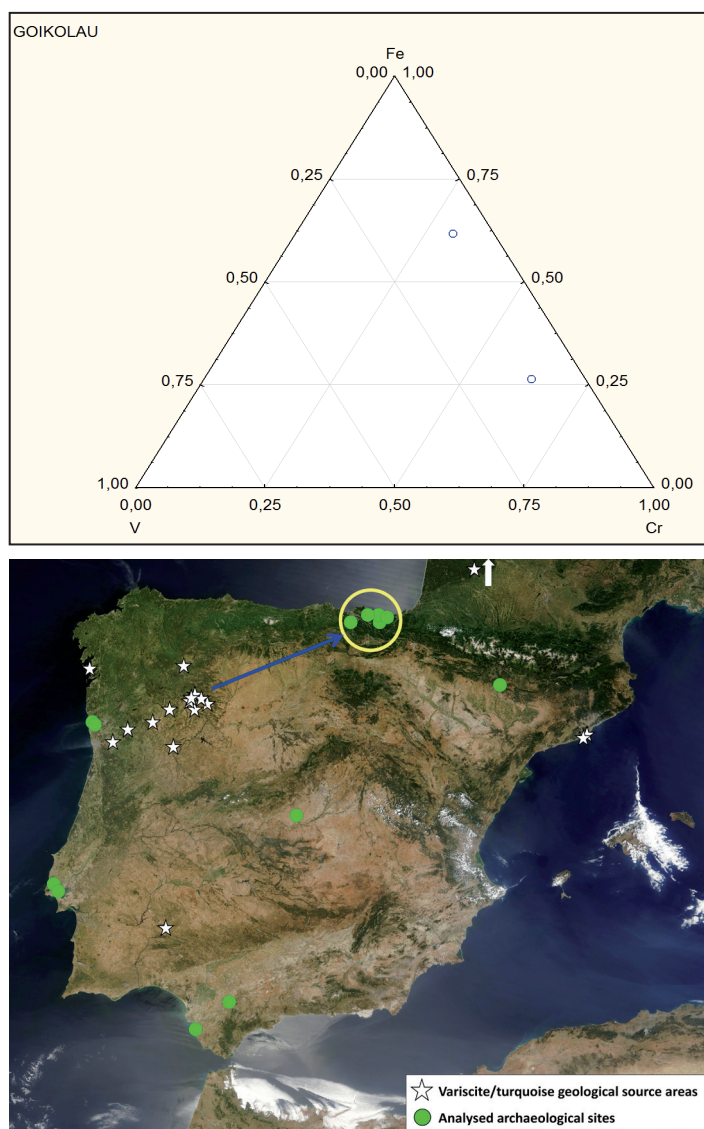 GOIKOLAU
Fe
0,00 1,00
0,25 0,75
0,50 0,50
0,75 0,25
1,00 0,00
0,00 0,25 0,50 0,75 1,00
V Cr
Variscite/turquoise geological source areas
Analysed archaeological sites